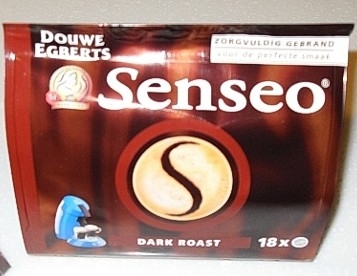 DOUWE
EGBERTS
ZORGVULDIG GEBRAND
voor de perfecte smaak
Senseo®
S
DARK ROAST
18x